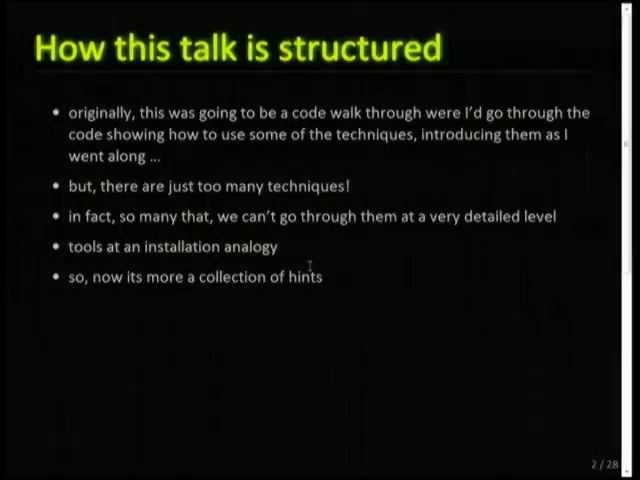 How this talk is structured
originally, this was going to be a code walk through were I'd go through the
code showing how to use some of the techniques, introducing them as I
went along ...
but, there are just too many techniques!
in fact, so many that, we can't go through them at a very detailed level
tools at an installation analogy
so, now its more a collection of hints
2 / 28